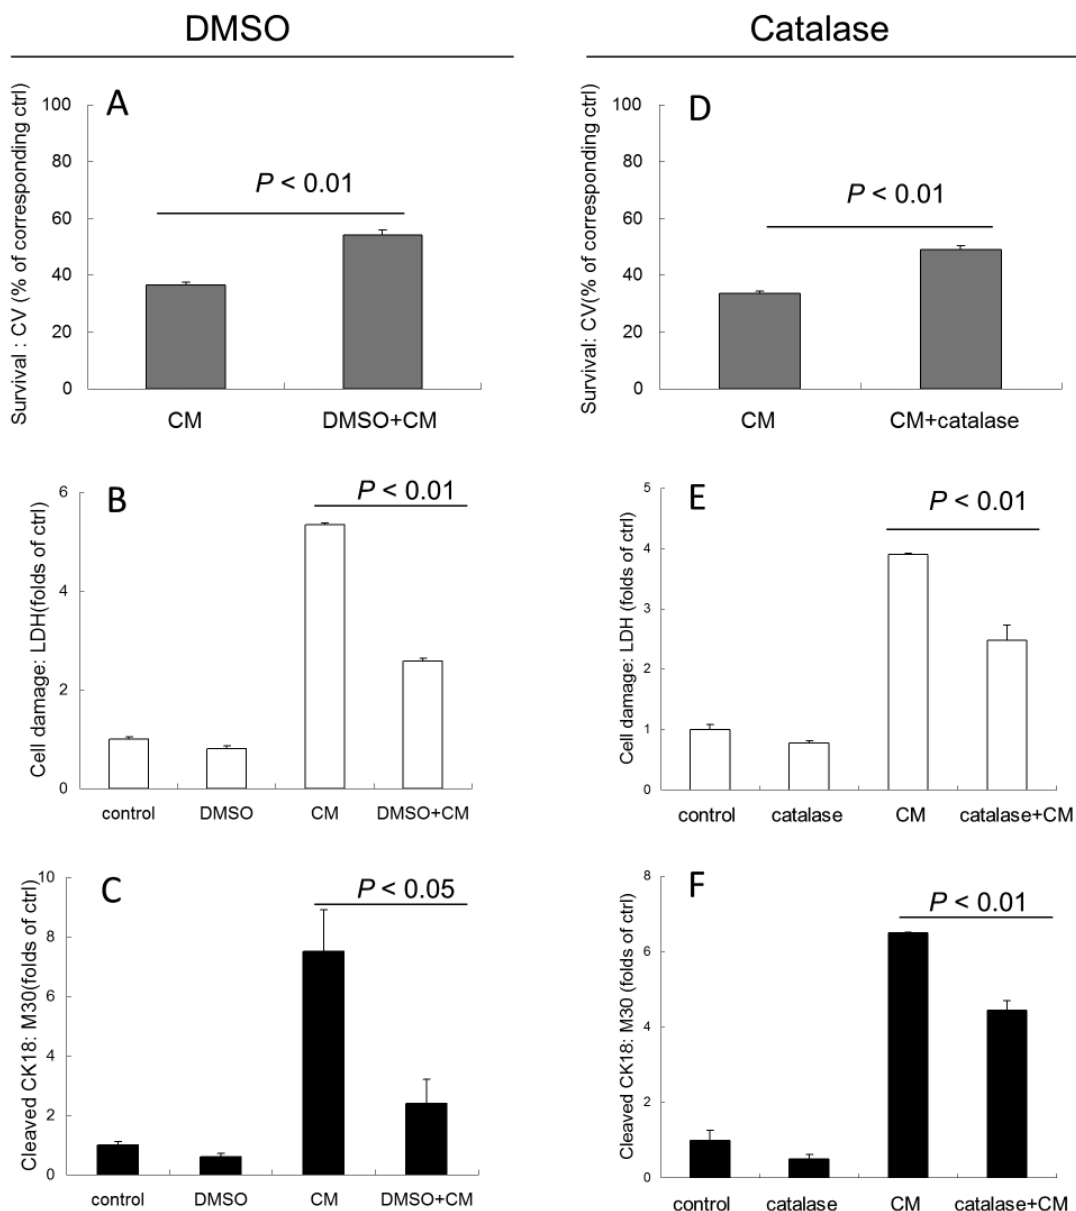 DMSO
Catalase
A
Survival : CV (% of corresponding ctrl)
100
80
60
40
20
0
P < 0.01
CM
DMSO+CM
D
Survival: CV(% of corresponding ctrl)
100
80
60
40
20
0
P < 0.01
CM
CM+catalase
B
Cell damage: LDH(folds of ctrl)
6
4
2
0
P < 0.01
control
DMSO
CM
DMSO+CM
E
Cell damage: LDH (folds of ctrl)
5
4
3
2
1
0
P < 0.01
control
catalase
CM
catalase+CM
C
Cleaved CK18: M30(folds of ctrl)
10
8
6
4
2
0
P < 0.05
control
DMSO
CM
DMSO+CM
F
Cleaved CK18: M30 (folds of ctrl)
8
6
4
2
0
P < 0.01
control
catalase
CM
catalase+CM